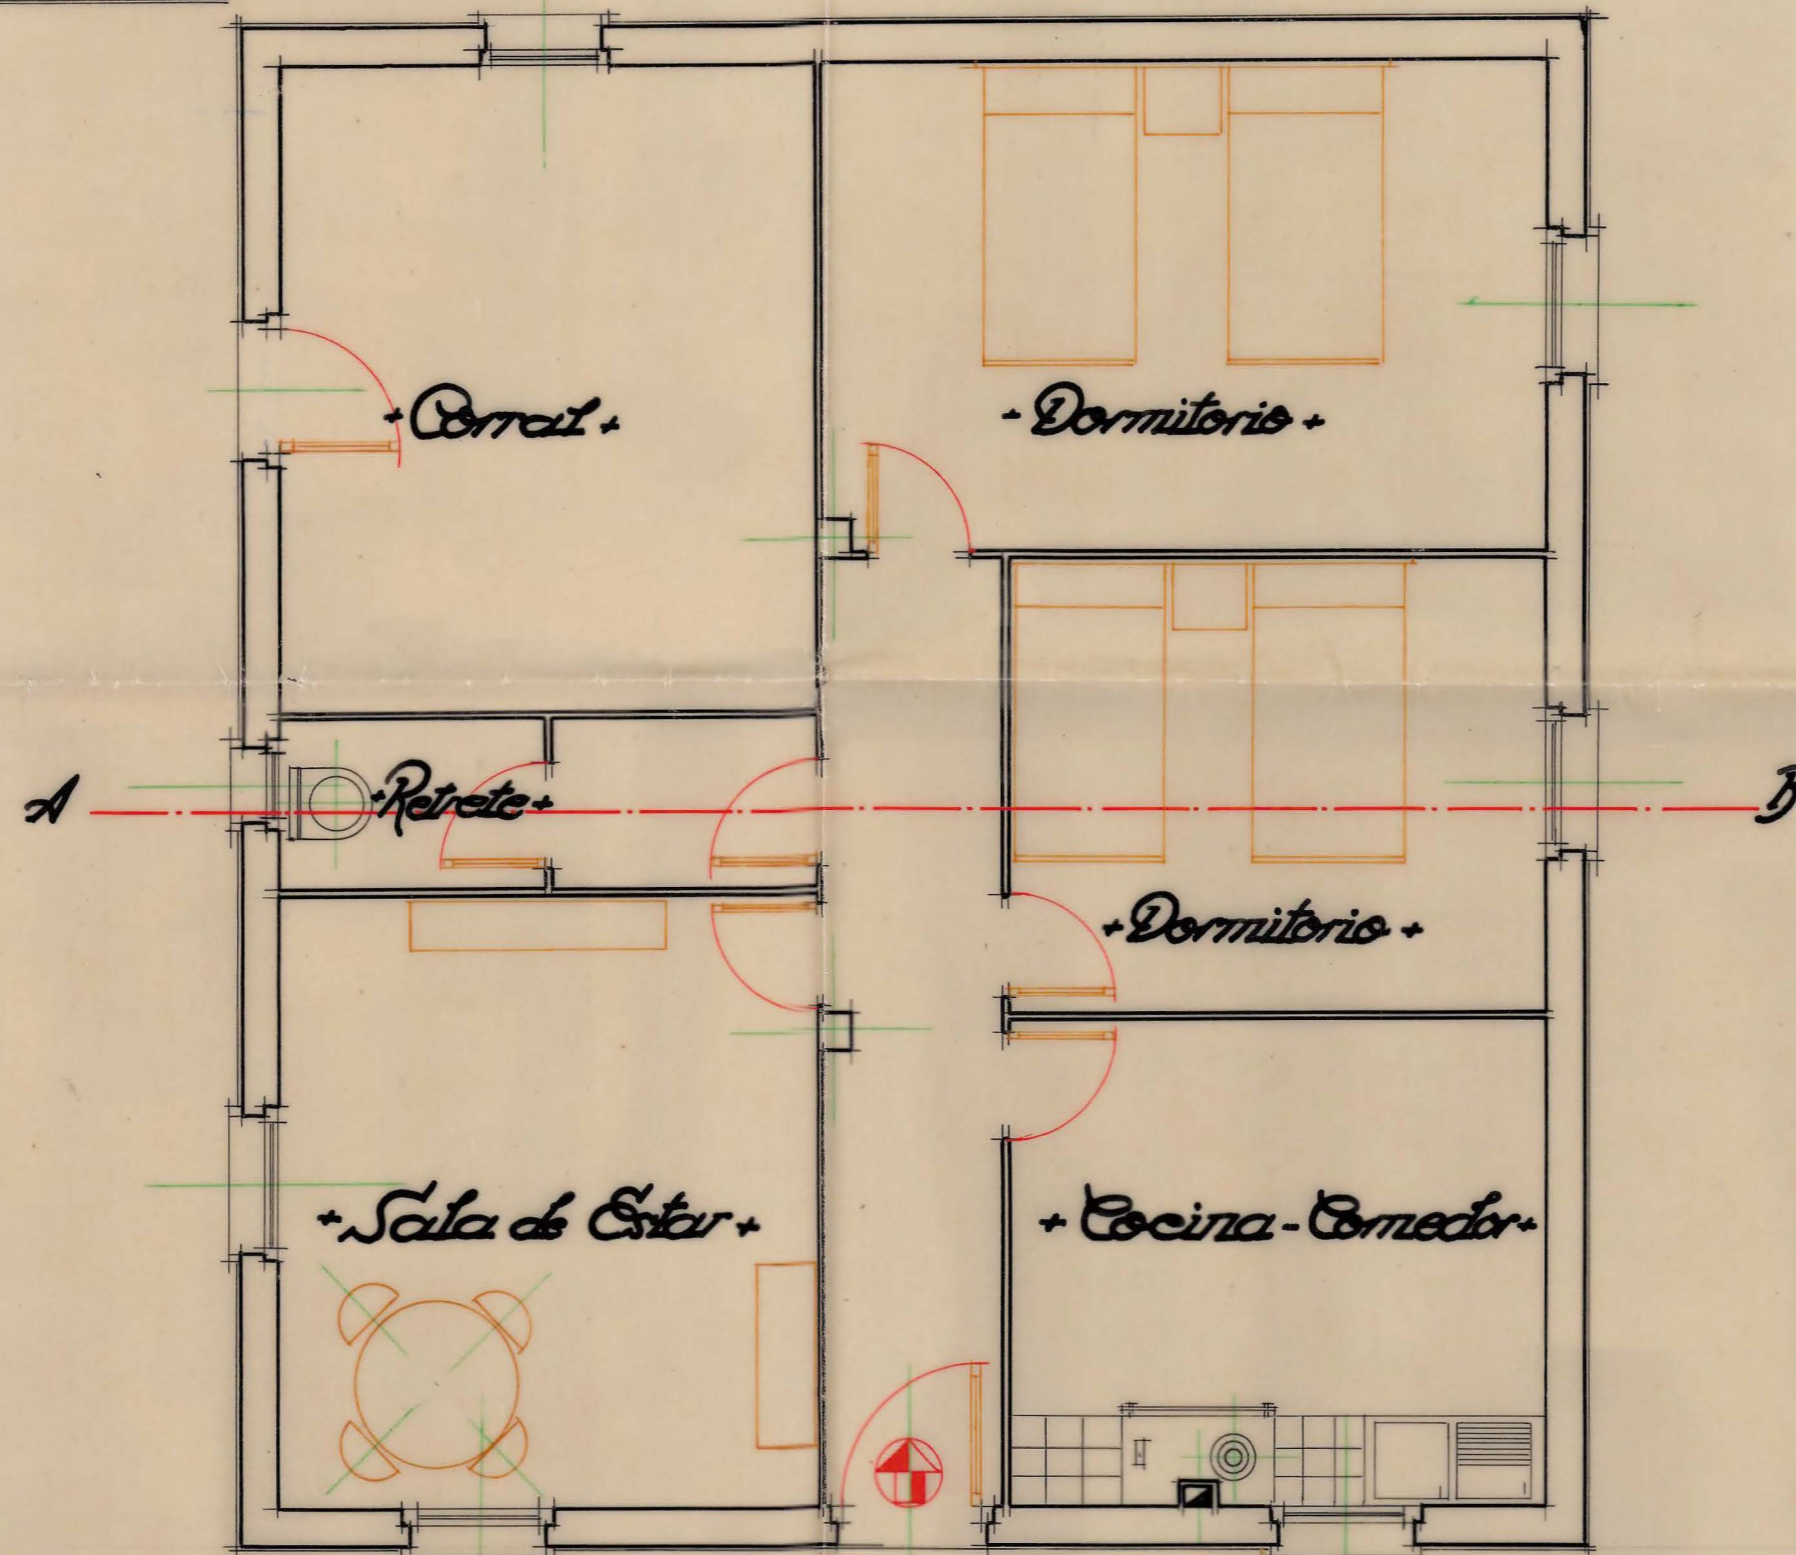 Corral
Dormitorio
A
Retrete
B
Dormitorio
Sala de Estar
Cocina-Comedor